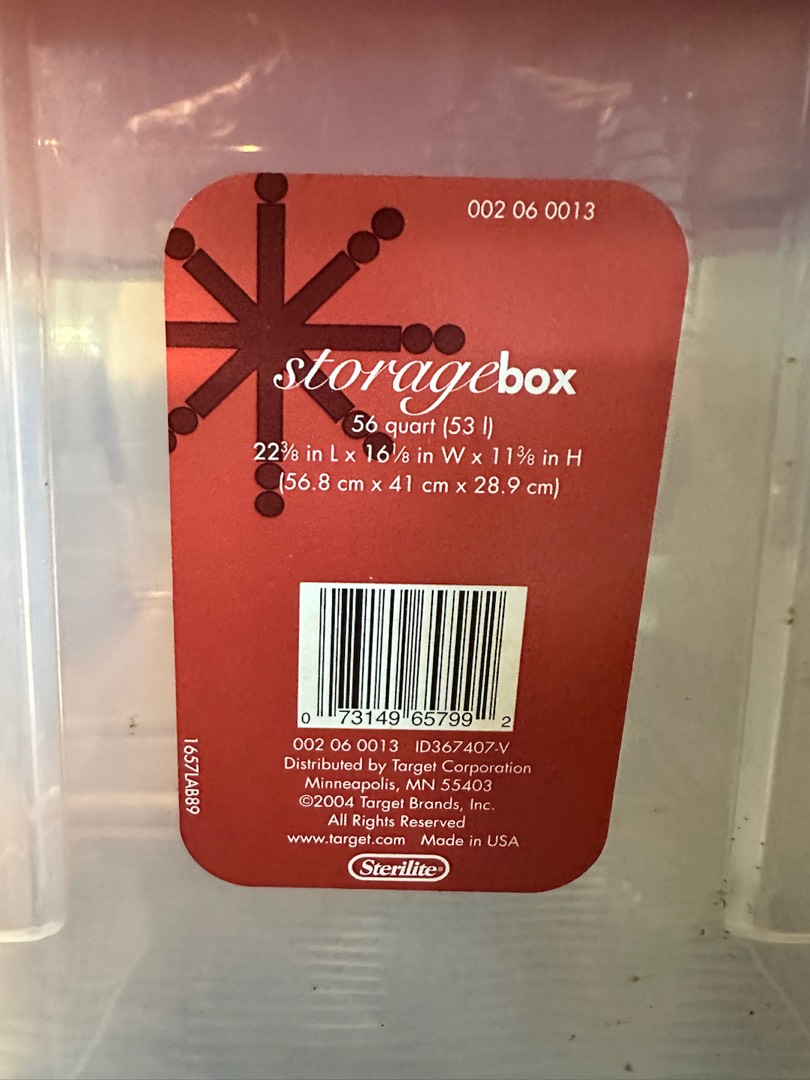 002 06 0013
storagebox
56 quart (53 l)
22⅜ in L x 16⅛ in W x 11⅜ in H
(56.8 cm x 41 cm x 28.9 cm)
0 73149 65799 2
002 06 0013 ID367407-V
Distributed by Target Corporation
Minneapolis, MN 55403
©2004 Target Brands, Inc.
All Rights Reserved
www.target.com Made in USA
Sterilite®
1657IAB89